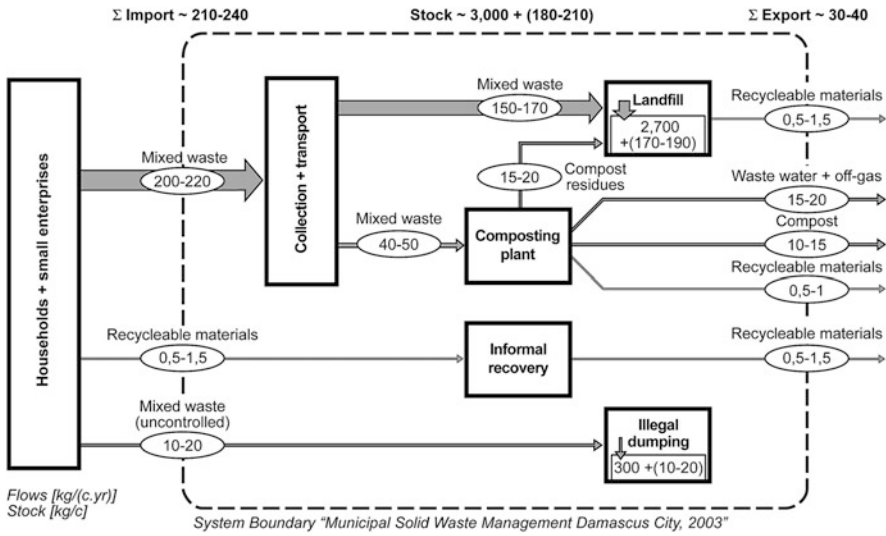 Σ Import ~ 210-240
Stock ~ 3,000 + (180-210)
Σ Export ~ 30-40
Households + small enterprises
Mixed waste
200-220
Collection + transport
Mixed waste
150-170
Landfill
2,700
+(170-190)
Recycleable materials
0,5-1,5
15-20
Compost
residues
Mixed waste
40-50
Composting
plant
Waste water + off-gas
15-20
Compost
10-15
Recycleable materials
0,5-1
Recycleable materials
0,5-1,5
Informal
recovery
Recycleable materials
0,5-1,5
Mixed waste
(uncontrolled)
10-20
Illegal
dumping
300 +(10-20)
Flows [kg/(c.yr)]
Stock [kg/c]
System Boundary “Municipal Solid Waste Management Damascus City, 2003”